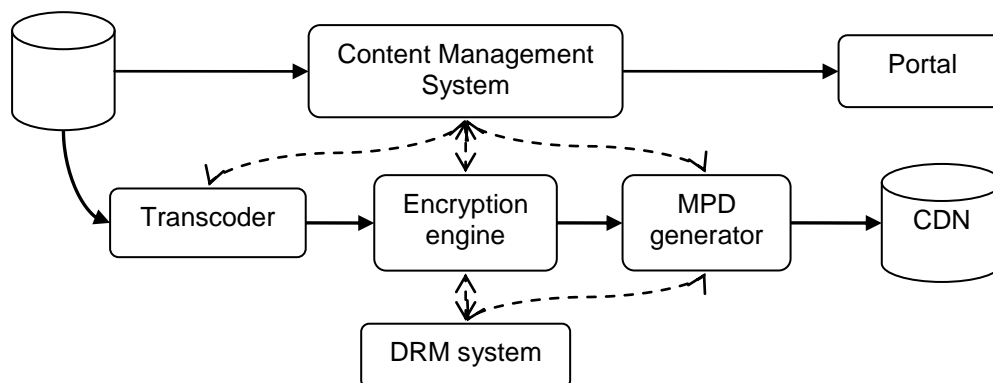 Content Management
System
Portal
Transcoder
Encryption
engine
MPD
generator
CDN
DRM system